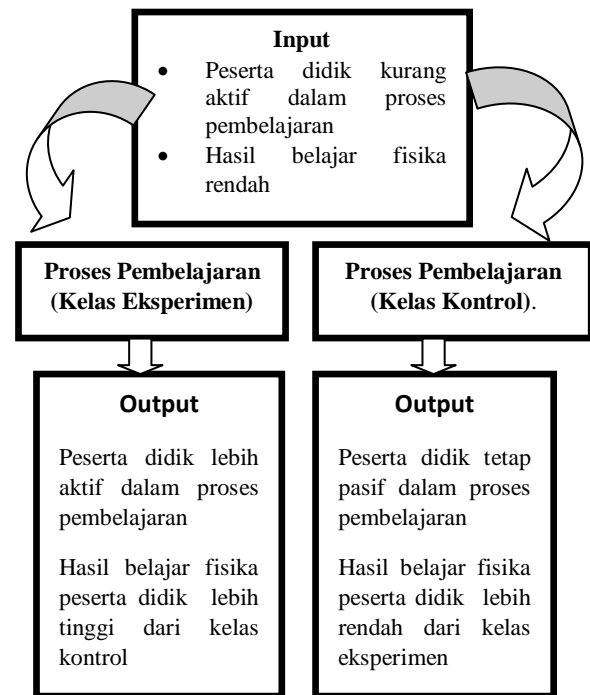 Input
• Peserta didik kurang
aktif dalam proses
pembelajaran
• Hasil belajar fisika
rendah
Proses Pembelajaran
(Kelas Eksperimen)
Proses Pembelajaran
(Kelas Kontrol).
Output
Peserta didik lebih
aktif dalam proses
pembelajaran
Hasil belajar fisika
peserta didik lebih
tinggi dari kelas
kontrol
Output
Peserta didik tetap
pasif dalam proses
pembelajaran
Hasil belajar fisika
peserta didik lebih
rendah dari kelas
eksperimen